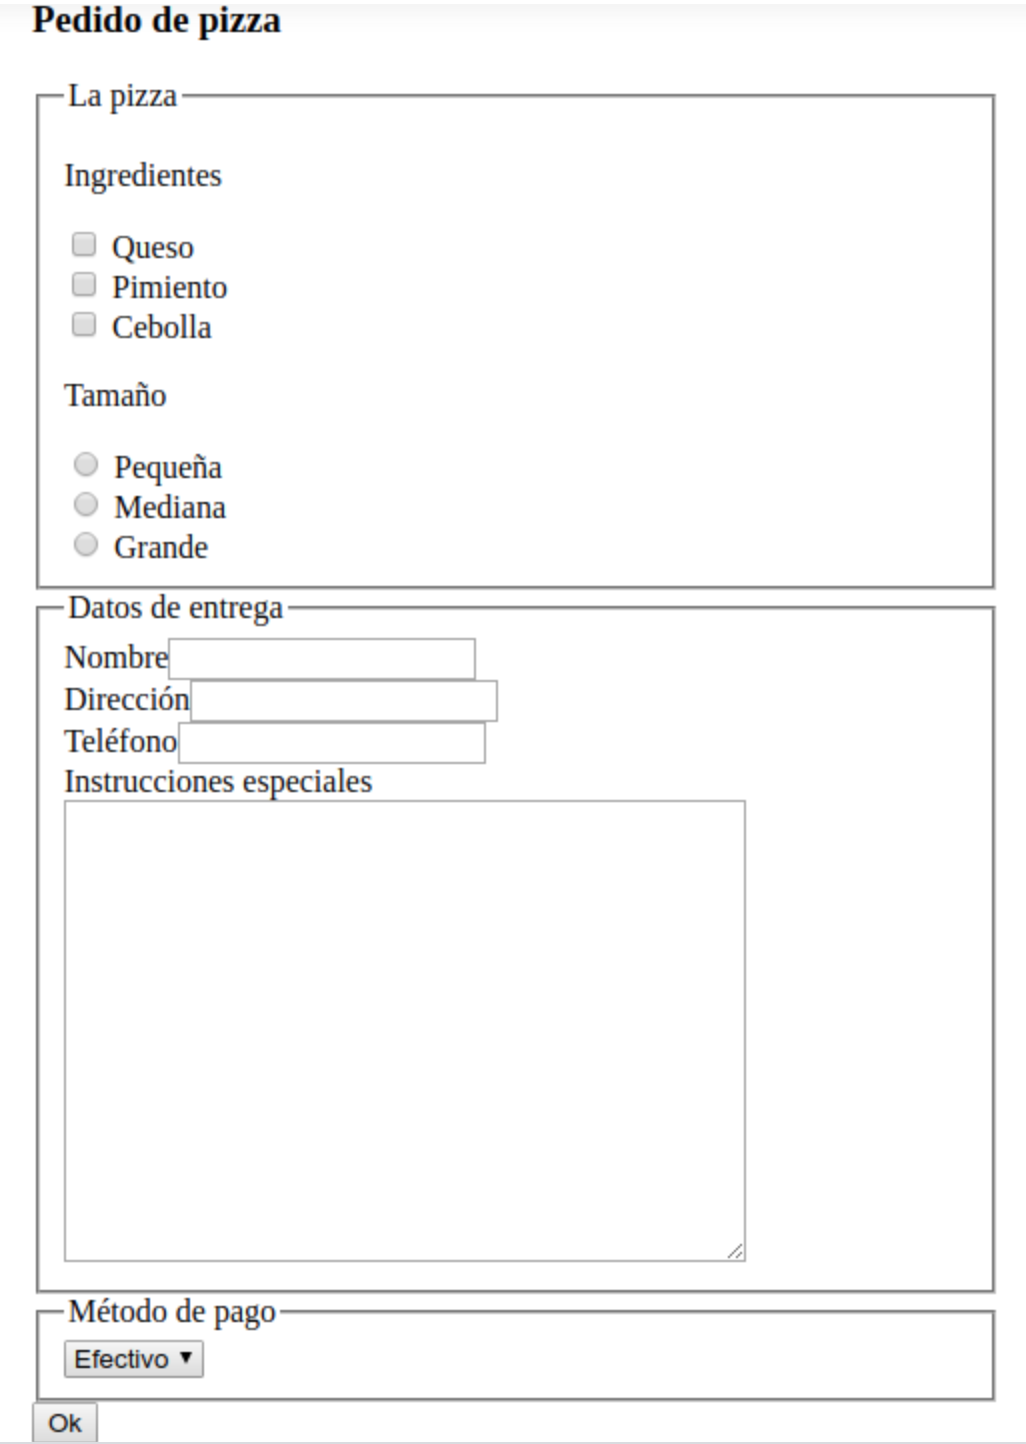 Pedido de pizza
La pizza
Ingredientes
Queso
Pimiento
Cebolla
Tamaño
Pequeña
Mediana
Grande
Datos de entrega
Nombre
Dirección
Teléfono
Instrucciones especiales
Método de pago
Efectivo
Ok